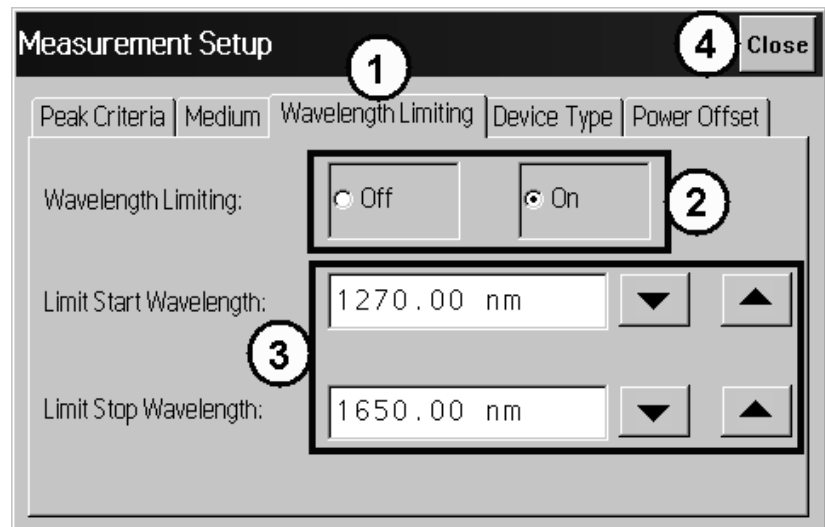 Measurement Setup 4 Close
1
Peak Criteria Medium Wavelength Limiting Device Type Power Offset
Wavelength Limiting: Off On 2
Limit Start Wavelength: 1270.00 nm
3
Limit Stop Wavelength: 1650.00 nm